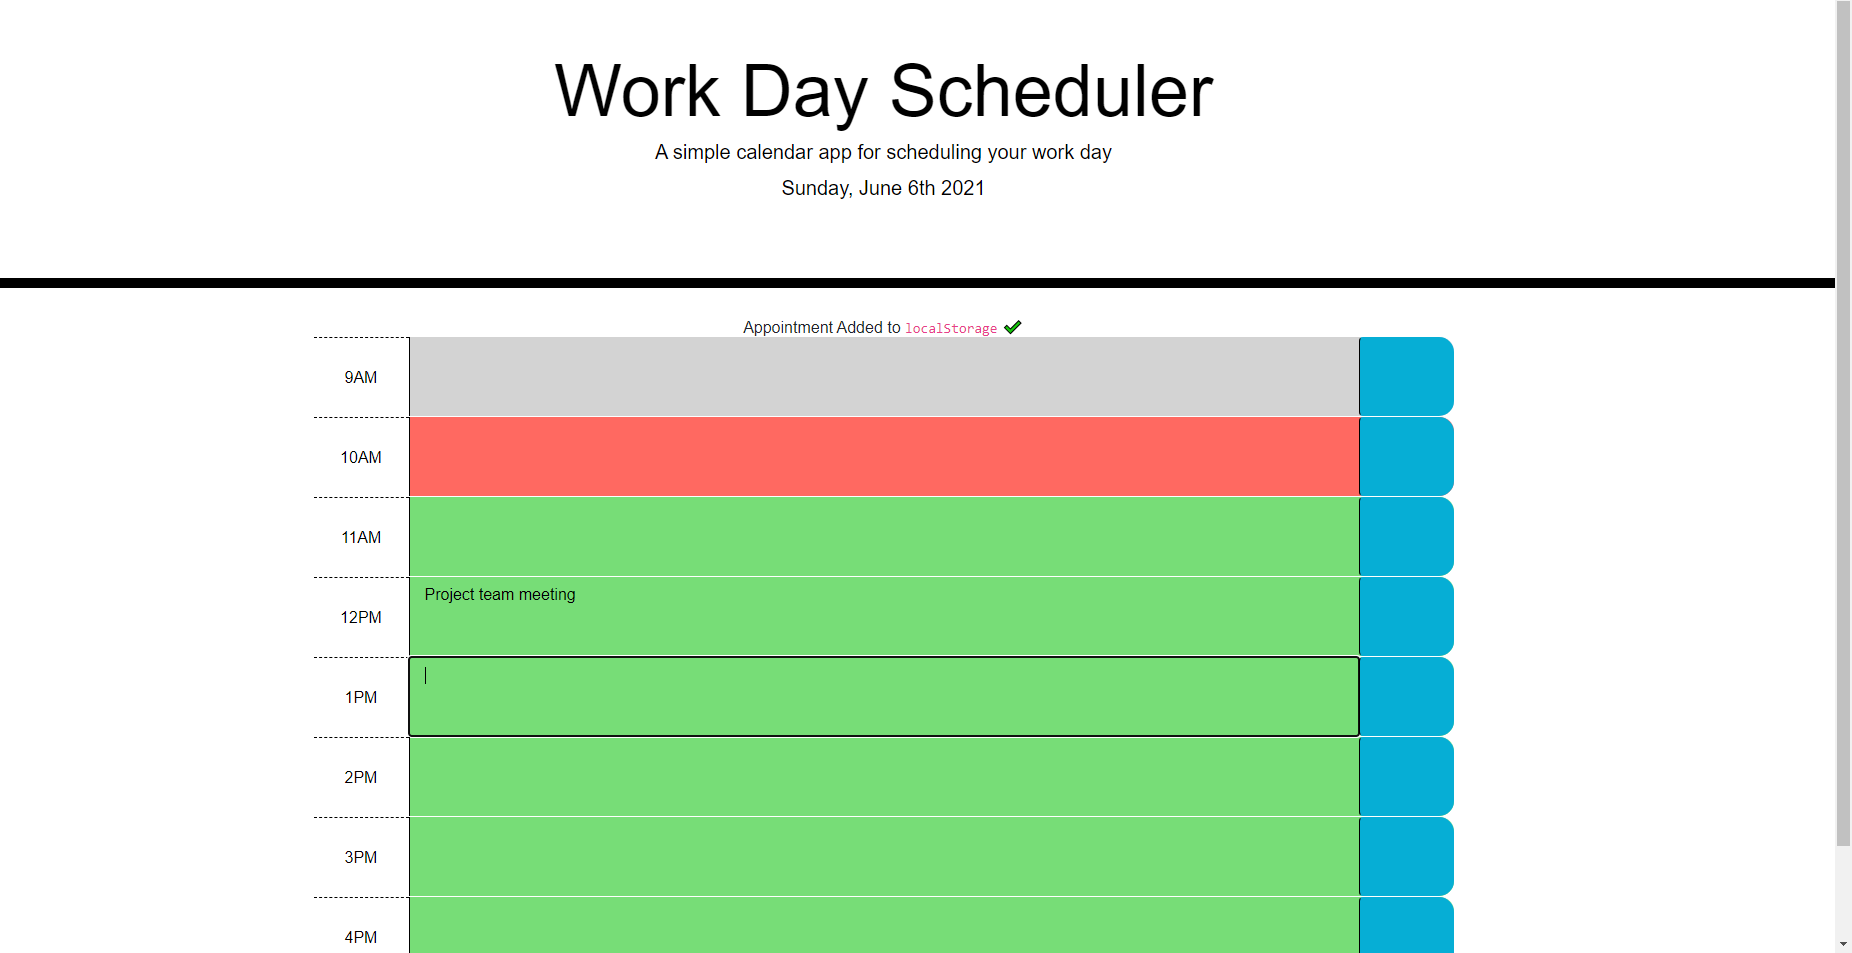 Work Day Scheduler
A simple calendar app for scheduling your work day
Sunday, June 6th 2021
Appointment Added to localStorage ✔
9AM
10AM
11AM
12PM Project team meeting
1PM
2PM
3PM
4PM